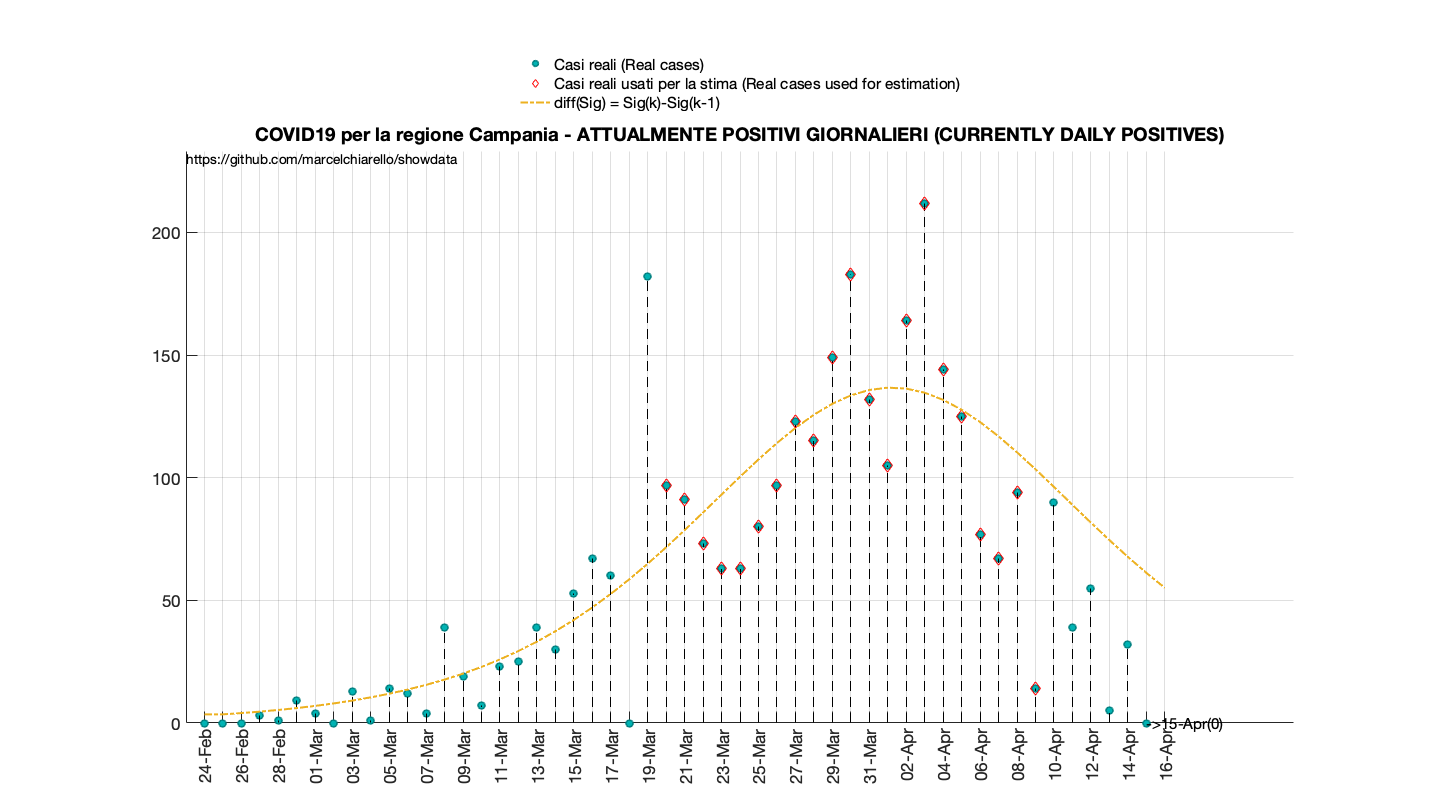 Casi reali (Real cases)
Casi reali usati per la stima (Real cases used for estimation)
diff(Sig) = Sig(k)-Sig(k-1)
COVID19 per la regione Campania - ATTUALMENTE POSITIVI GIORNALIERI (CURRENTLY DAILY POSITIVES)
https://github.com/marcelchiarello/showdata
200
150
100
50
0
->15-Apr(0)
24-Feb
26-Feb
28-Feb
01-Mar
03-Mar
05-Mar
07-Mar
09-Mar
11-Mar
13-Mar
15-Mar
17-Mar
19-Mar
21-Mar
23-Mar
25-Mar
27-Mar
29-Mar
31-Mar
02-Apr
04-Apr
06-Apr
08-Apr
10-Apr
12-Apr
14-Apr
16-Apr